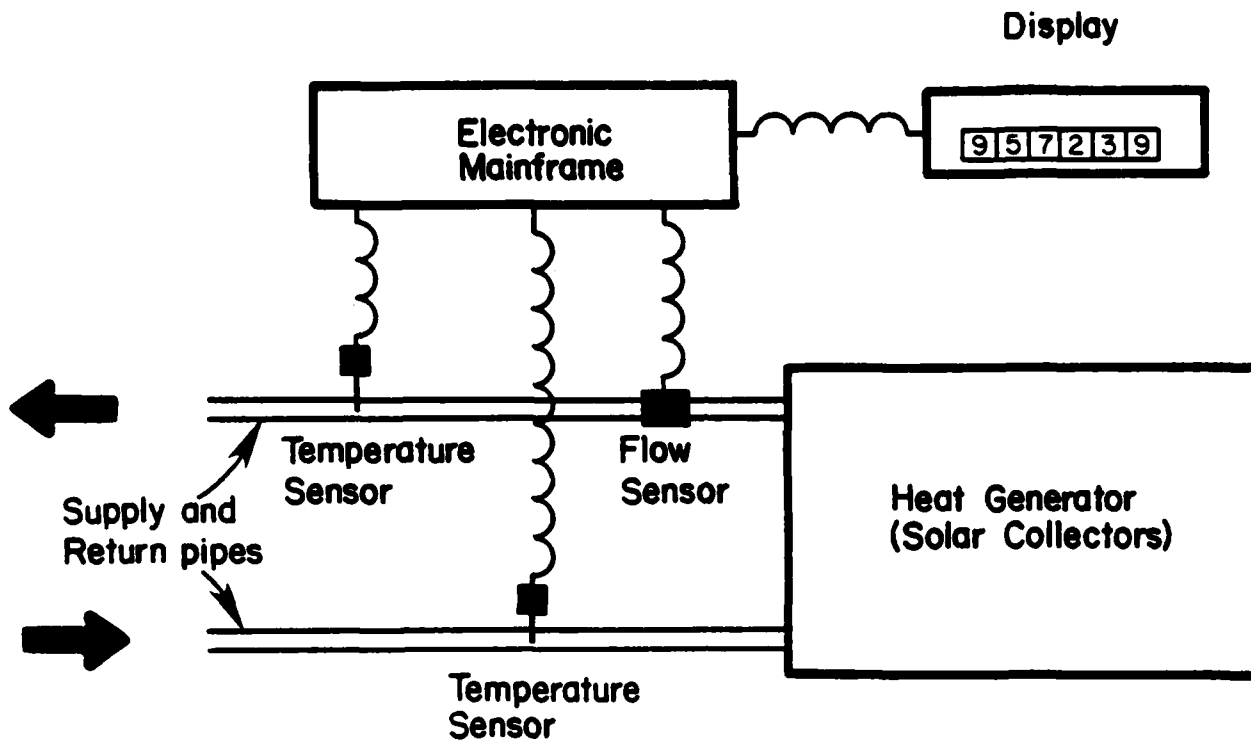 Display
Electronic
Mainframe
957239
Temperature
Sensor
Flow
Sensor
Supply and
Return pipes
Heat Generator
(Solar Collectors)
Temperature
Sensor